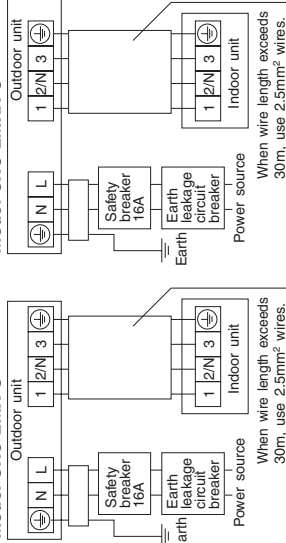 Outdoor unit
N L
1 2/N 3
Safety
breaker
16A
Earth
leakage
circuit
breaker
arth
Power source
1 2/N 3
Indoor unit
When wire length exceeds
30m, use 2.5mm² wires.
Outdoor unit
N L
1 2/N 3
Safety
breaker
16A
Earth
leakage
circuit
breaker
Earth
Power source
1 2/N 3
Indoor unit
When wire length exceeds
30m, use 2.5mm² wires.